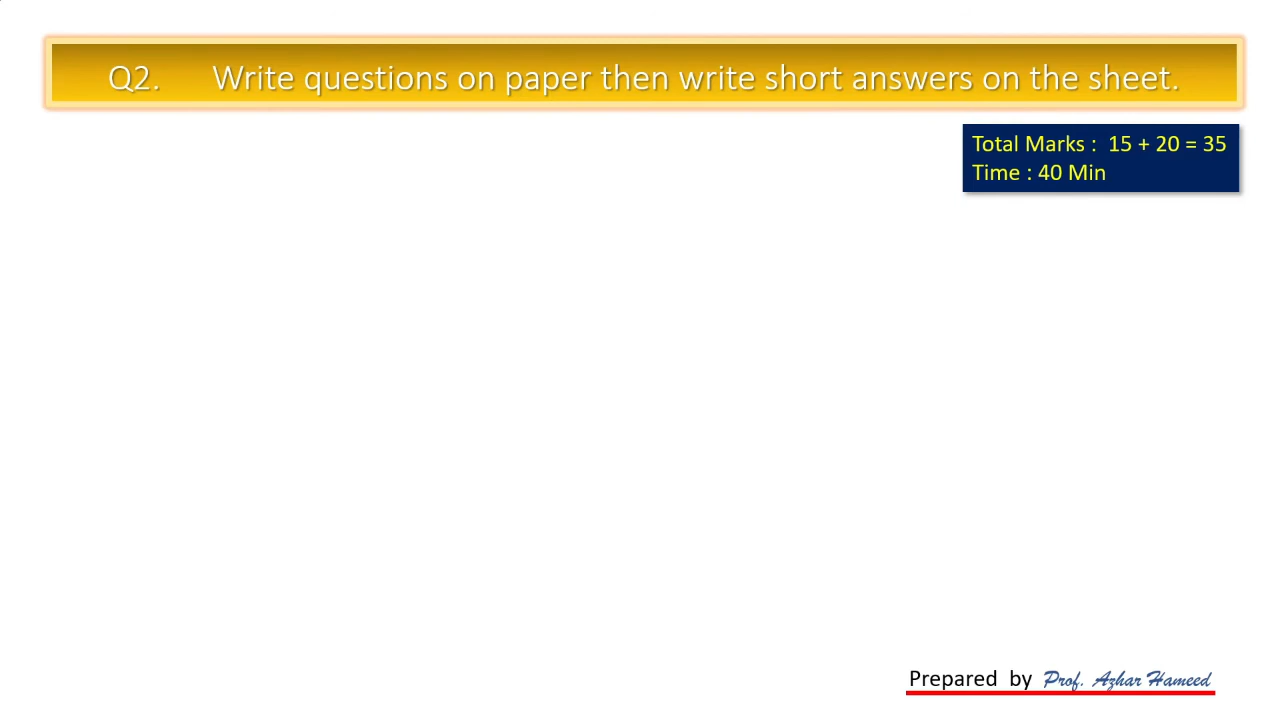 Q2. Write questions on paper then write short answers on the sheet.
Total Marks : 15 + 20 = 35
Time : 40 Min
Prepared by Prof. Azhar Hameed